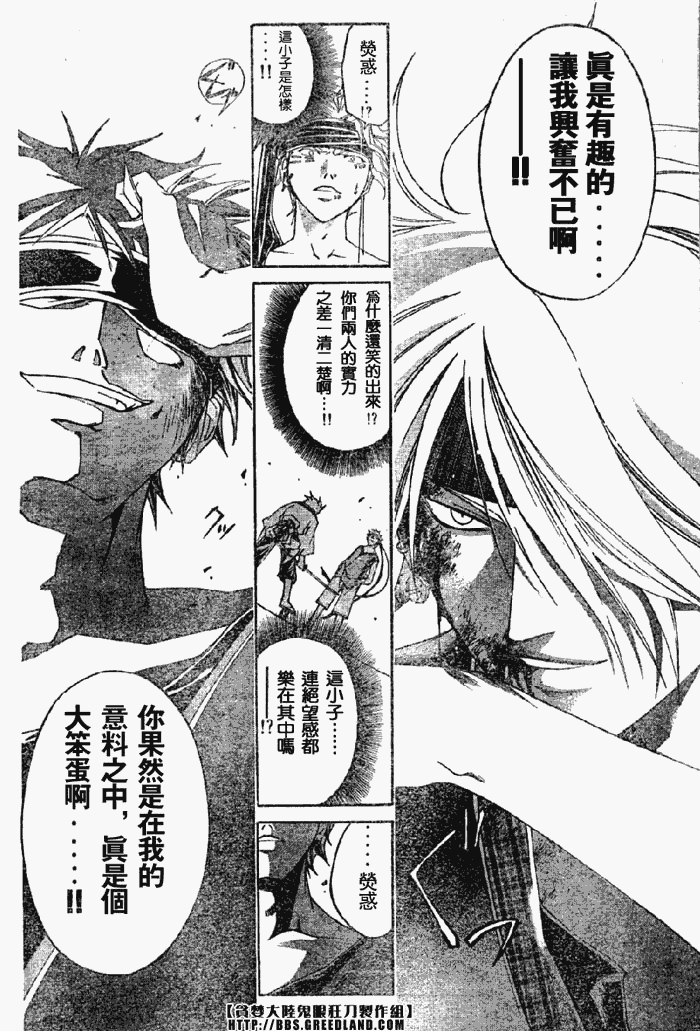 真是有趣的.....
讓我興奮不已啊
——!!
熒惑....!?
這小子是怎樣
....!!
為什麼還笑的出來!?
你們兩人的實力
之差一清二楚啊...!!
這小子......
連絕望感都
樂在其中嗎
——!?
.....熒惑
你果然是在我的
意料之中,真是個
大笨蛋啊.....!!
【貪婪大陸鬼眼狂刀製作組】
HTTP://BBS.GREEDLAND.COM/